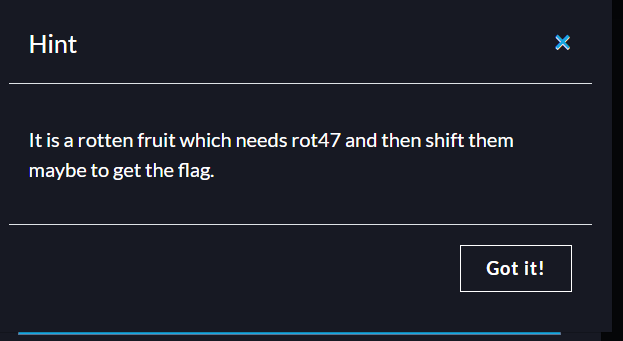 Hint
It is a rotten fruit which needs rot47 and then shift them
maybe to get the flag.
Got it!